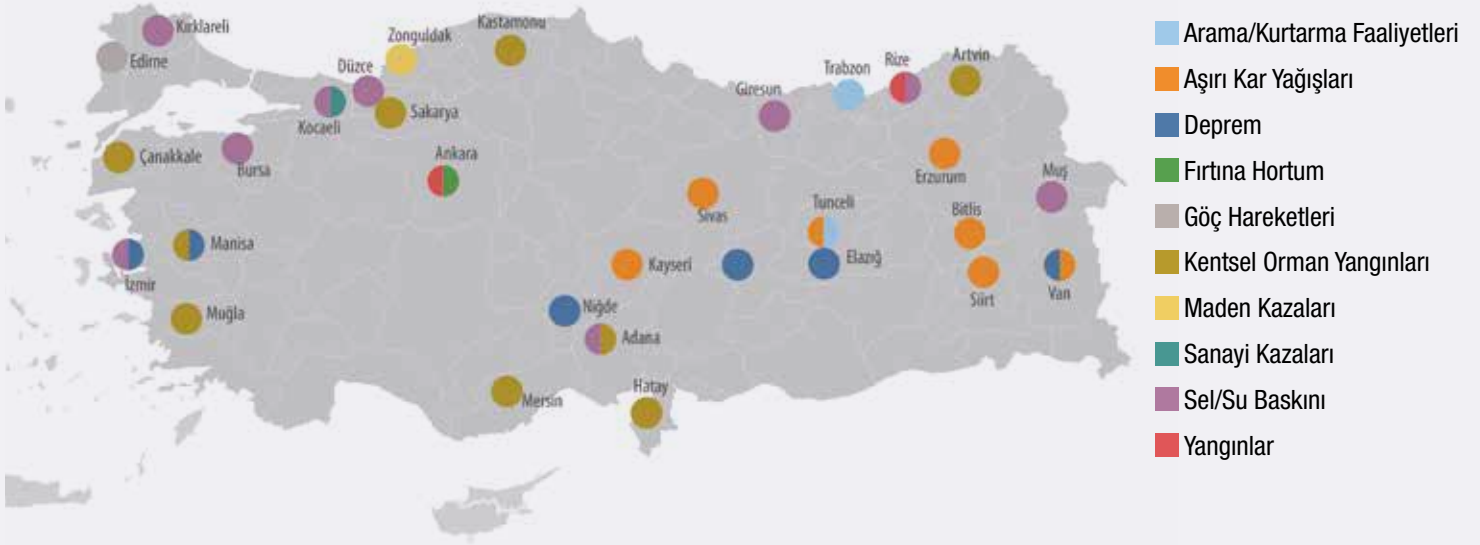 Kırklareli
Edirne
Kastamonu
Zonguldak
Düzce
Sakarya
Kocaeli
Çanakkale
Bursa
Ankara
Giresun
Trabzon
Rize
Artvin
Erzurum
Muş
Sivas
Tunceli
Bitlis
Manisa
İzmir
Kayseri
Elazığ
Siirt
Van
Muğla
Niğde
Adana
Mersin
Hatay
Arama/Kurtarma Faaliyetleri
Aşırı Kar Yağışları
Deprem
Fırtına Hortum
Göç Hareketleri
Kentsel Orman Yangınları
Maden Kazaları
Sanayi Kazaları
Sel/Su Baskını
Yangınlar